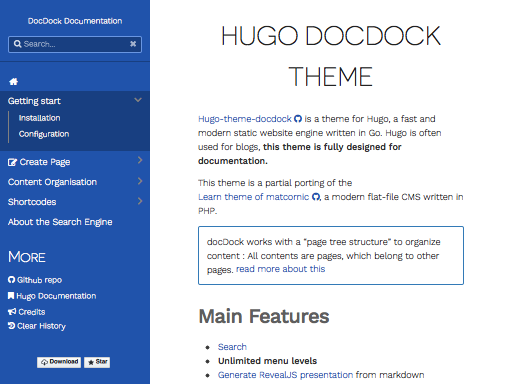 DocDock Documentation
Search...
Getting start
Installation
Configuration
Create Page
Content Organisation
Shortcodes
About the Search Engine
More
Github repo
Hugo Documentation
Credits
Clear History
Download
Star
HUGO DOCDOCK
THEME
Hugo-theme-docdock is a theme for Hugo, a fast and
modern static website engine written in Go. Hugo is often
used for blogs, this theme is fully designed for
documentation.
This theme is a partial porting of the
Learn theme of matcornic, a modern flat-file CMS written in
PHP.
docDock works with a "page tree structure" to organize
content : All contents are pages, which belong to other
pages. read more about this
Main Features
Search
Unlimited menu levels
Generate RevealJS presentation from markdown